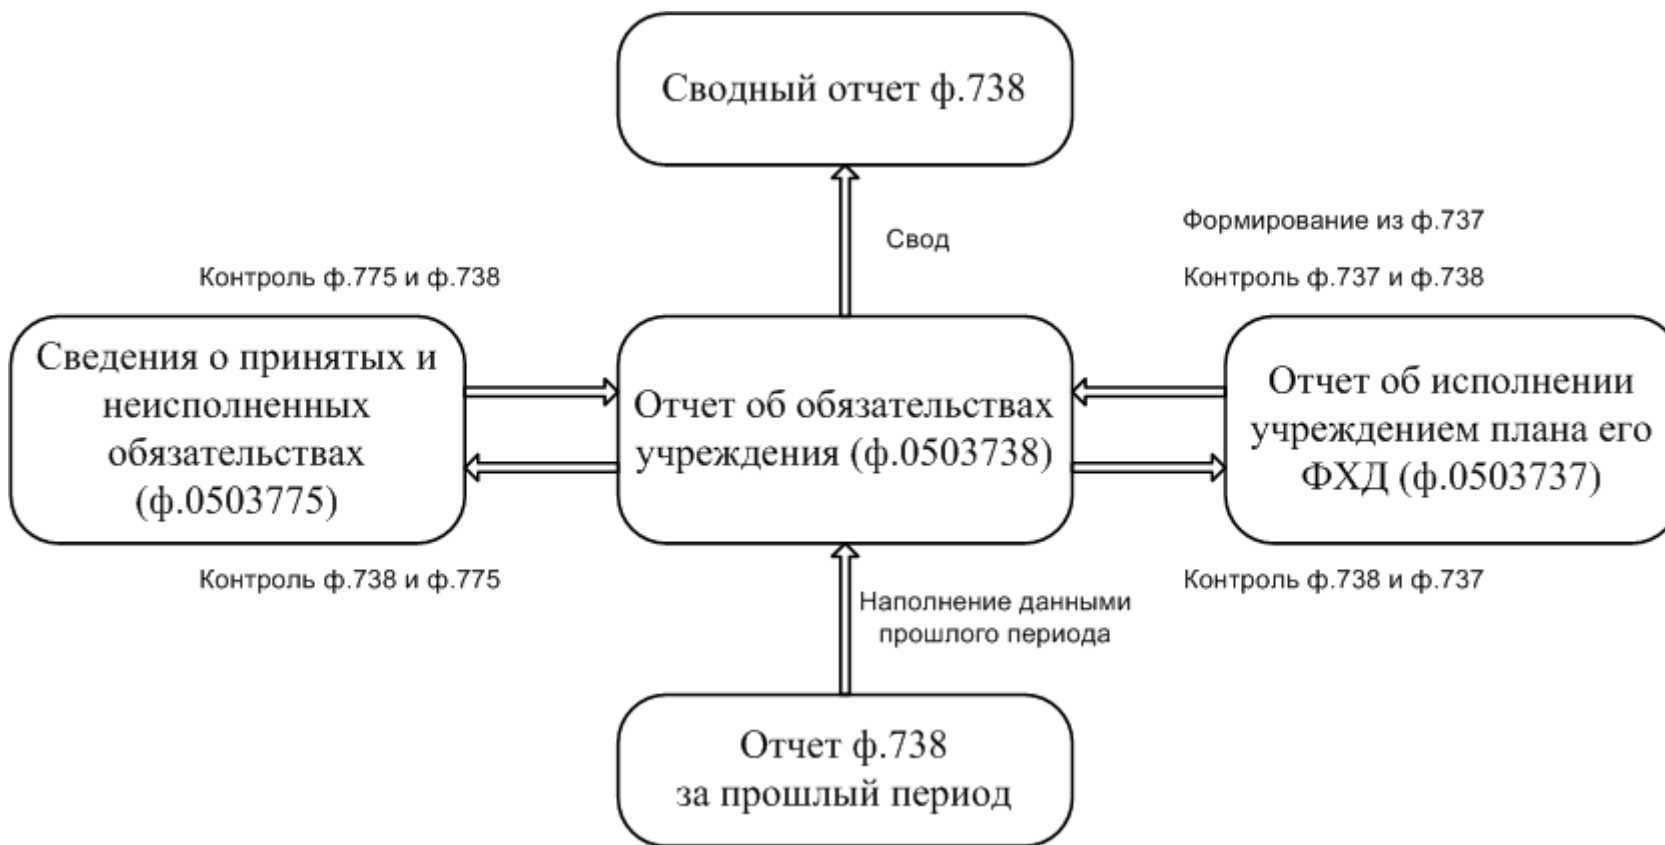 Сводный отчет ф.738
Свод
Формирование из ф.737
Контроль ф.775 и ф.738
Контроль ф.737 и ф.738
Сведения о принятых и
неисполненных
обязательствах
(ф.0503775)
Отчет об обязательствах
учреждения (ф.0503738)
Отчет об исполнении
учреждением плана его
ФХД (ф.0503737)
Контроль ф.738 и ф.775
Контроль ф.738 и ф.737
Наполнение данными
прошлого периода
Отчет ф.738
за прошлый период